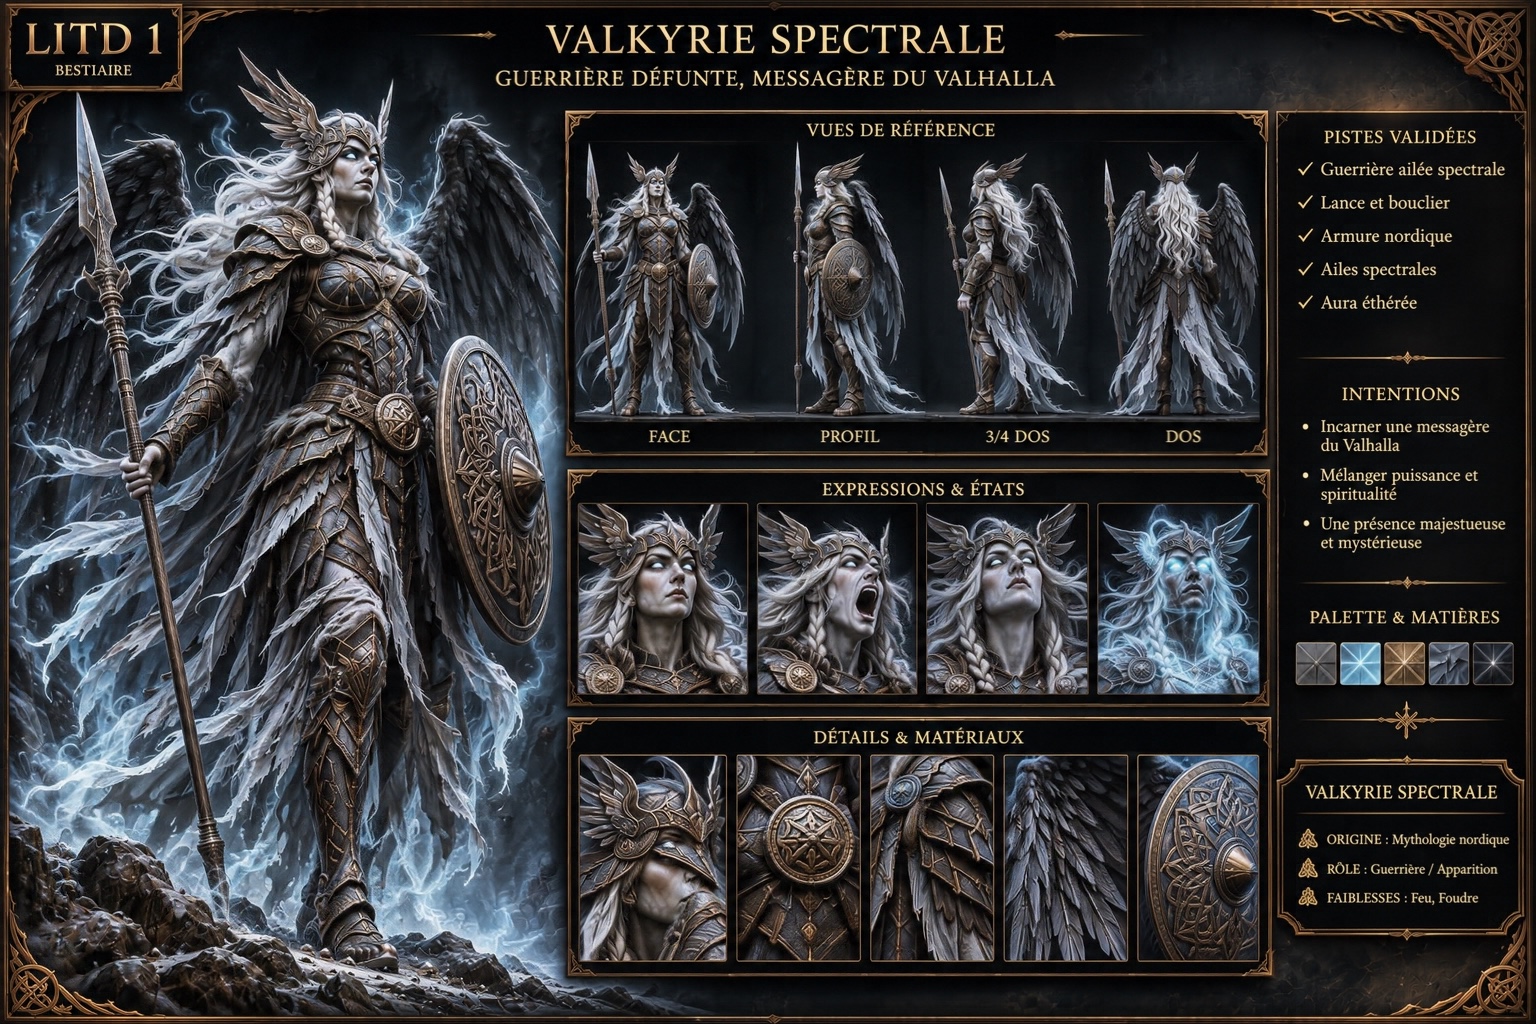 LITD 1
BESTIAIRE
VALKYRIE SPECTRALE
GUERRIÈRE DÉFUNTE, MESSAGÈRE DU VALHALLA
VUES DE RÉFÉRENCE
FACE
PROFIL
3/4 DOS
DOS
EXPRESSIONS & ÉTATS
DÉTAILS & MATÉRIAUX
PISTES VALIDÉES
✓ Guerrière ailée spectrale
✓ Lance et bouclier
✓ Armure nordique
✓ Ailes spectrales
✓ Aura éthérée
INTENTIONS
• Incarner une messagère
du Valhalla
• Mélanger puissance et
spiritualité
• Une présence majestueuse
et mystérieuse
PALETTE & MATIÈRES
VALKYRIE SPECTRALE
ORIGINE : Mythologie nordique
RÔLE : Guerrière / Apparition
FAIBLESSES : Feu, Foudre